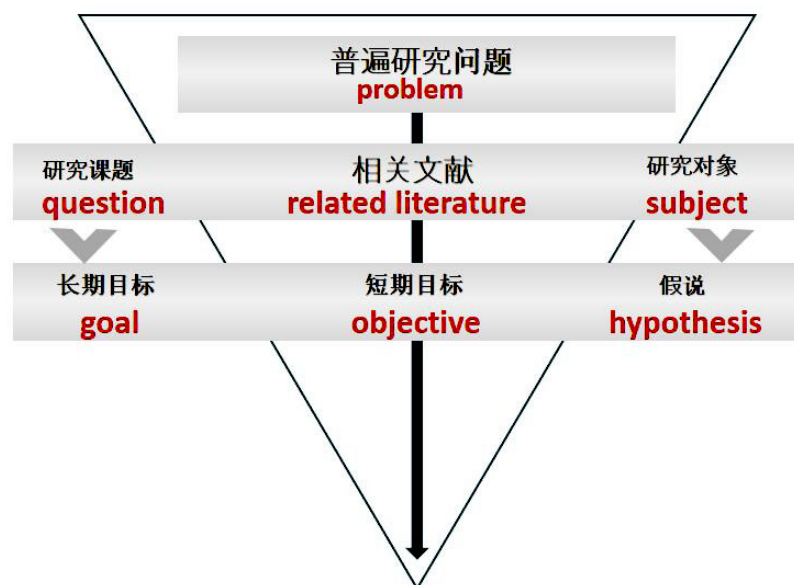 普遍研究问题
problem
研究课题
question
相关文献
related literature
研究对象
subject
长期目标
goal
短期目标
objective
假说
hypothesis